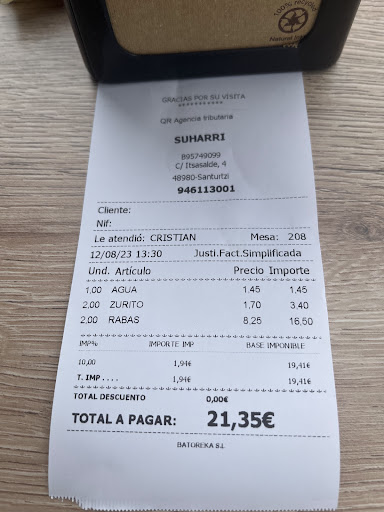 100% recycled
Natural
GRACIAS POR SU VISITA
***********
QR Agencia tributaria
SUHARRI
B95749099
C/ Itsasalde, 4
48980-Santurtzi
946113001
Cliente:
Nif:
Le atendió: CRISTIAN Mesa: 208
12/08/23 13:30 Justi.Fact.Simplificada
Und. Artículo Precio Importe
1,00 AGUA 1,45 1,45
2,00 ZURITO 1,70 3,40
2,00 RABAS 8,25 16,50
IMP% IMPORTE IMP BASE IMPONIBLE
10,00 1,94€ 19,41€
T. IMP . . . . 1,94€ 19,41€
TOTAL DESCUENTO 0,00€
TOTAL A PAGAR: 21,35€
BATOREKA S.L